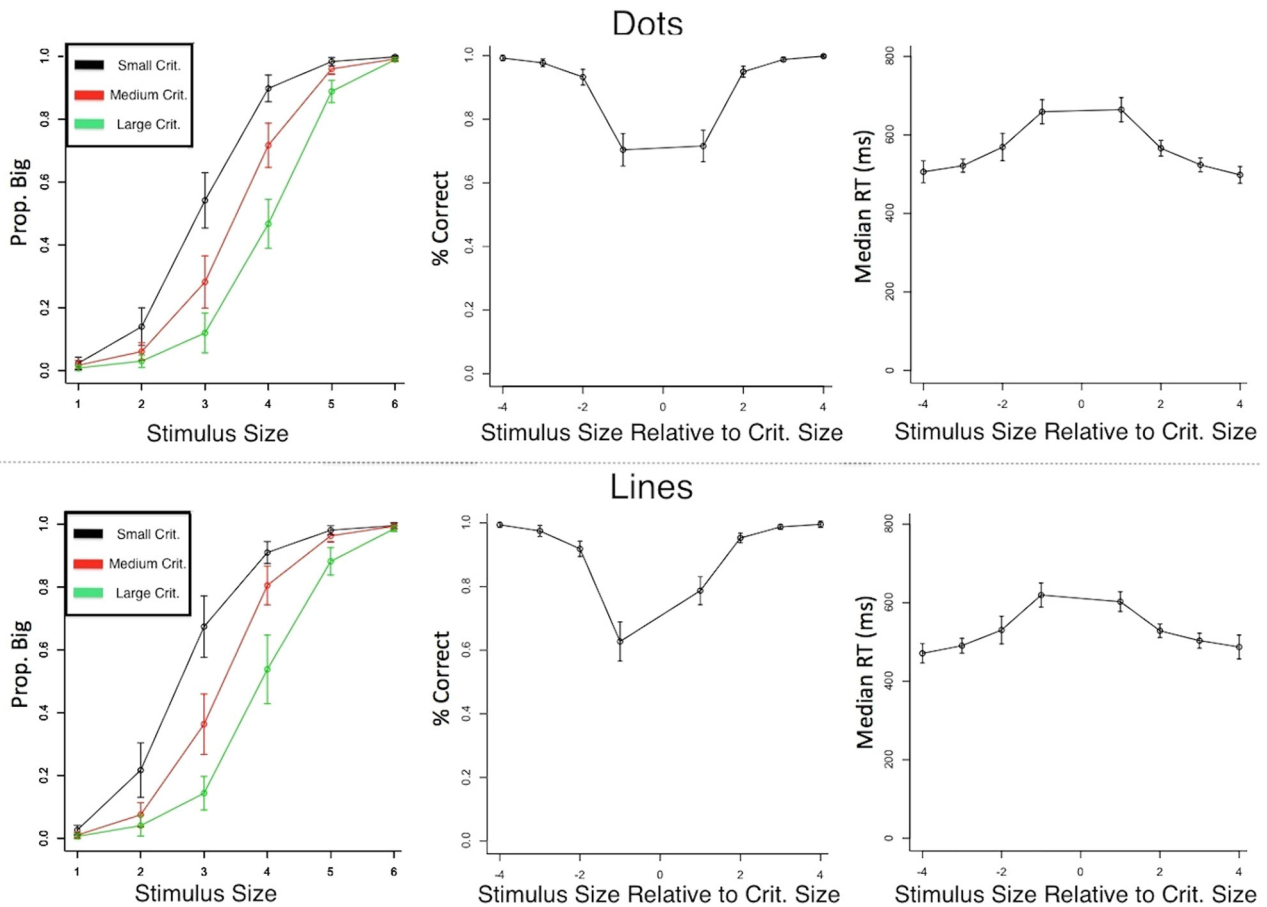 Dots
Small Crit.
Medium Crit.
Large Crit.
Prop. Big
0.0 0.2 0.4 0.6 0.8 1.0
1 2 3 4 5 6
Stimulus Size
% Correct
0.0 0.2 0.4 0.6 0.8 1.0
-4 -2 0 2 4
Stimulus Size Relative to Crit. Size
Median RT (ms)
0 200 400 600 800
-4 -2 0 2 4
Stimulus Size Relative to Crit. Size
Lines
Small Crit.
Medium Crit.
Large Crit.
Prop. Big
0.0 0.2 0.4 0.6 0.8 1.0
1 2 3 4 5 6
Stimulus Size
% Correct
0.0 0.2 0.4 0.6 0.8 1.0
-4 -2 0 2 4
Stimulus Size Relative to Crit. Size
Median RT (ms)
0 200 400 600 800
-4 -2 0 2 4
Stimulus Size Relative to Crit. Size